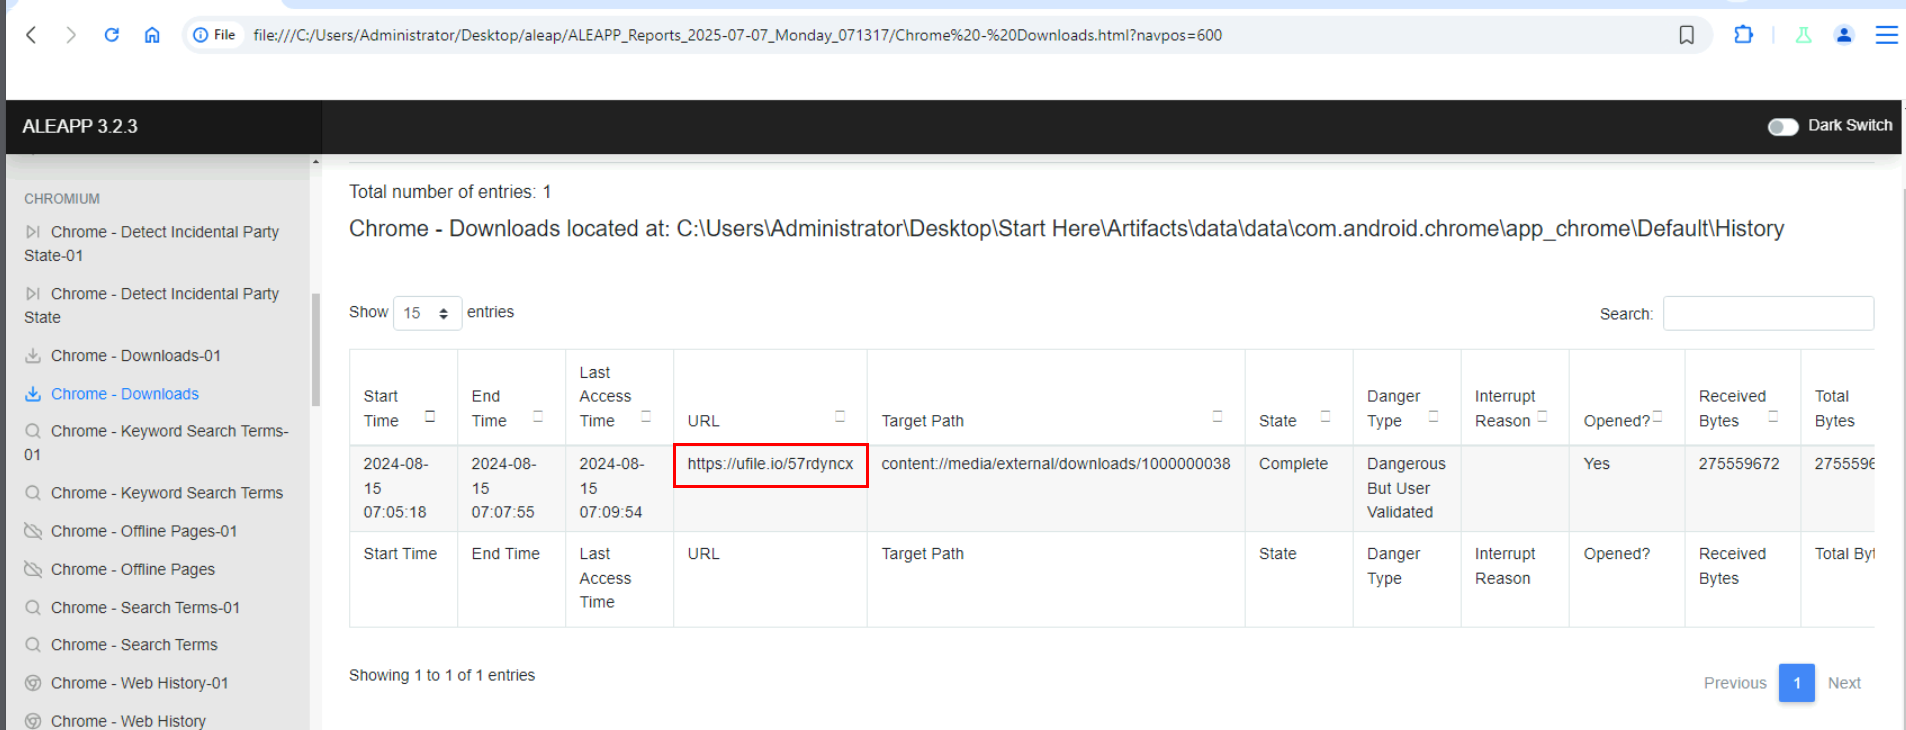 File file:///C:/Users/Administrator/Desktop/aleap/ALEAPP_Reports_2025-07-07_Monday_071317/Chrome%20-%20Downloads.html?navpos=600
ALEAPP 3.2.3
Dark Switch
CHROMIUM
Chrome - Detect Incidental Party
State-01
Chrome - Detect Incidental Party
State
Chrome - Downloads-01
Chrome - Downloads
Chrome - Keyword Search Terms-
01
Chrome - Keyword Search Terms
Chrome - Offline Pages-01
Chrome - Offline Pages
Chrome - Search Terms-01
Chrome - Search Terms
Chrome - Web History-01
Chrome - Web History
Total number of entries: 1
Chrome - Downloads located at: C:\Users\Administrator\Desktop\Start Here\Artifacts\data\data\com.android.chrome\app_chrome\Default\History
Show 15 entries
Search:
Start
Time
End
Time
Last
Access
Time
URL
Target Path
State
Danger
Type
Interrupt
Reason
Opened?
Received
Bytes
Total
Bytes
2024-08-
15
07:05:18
2024-08-
15
07:07:55
2024-08-
15
07:09:54
https://ufile.io/57rdyncx
content://media/external/downloads/1000000038
Complete
Dangerous
But User
Validated
Yes
275559672
2755596
Start Time
End Time
Last
Access
Time
URL
Target Path
State
Danger
Type
Interrupt
Reason
Opened?
Received
Bytes
Total Byt
Showing 1 to 1 of 1 entries
Previous 1 Next